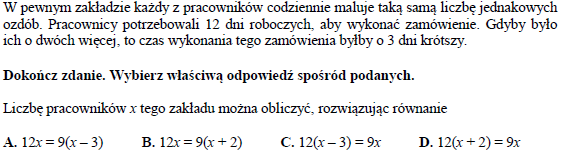 W pewnym zakładzie każdy z pracowników codziennie maluje taką samą liczbę jednakowych
ozdób. Pracownicy potrzebowali 12 dni roboczych, aby wykonać zamówienie. Gdyby było
ich o dwóch więcej, to czas wykonania tego zamówienia byłby o 3 dni krótszy.
Dokończ zdanie. Wybierz właściwą odpowiedź spośród podanych.
Liczbę pracowników x tego zakładu można obliczyć, rozwiązując równanie
A. 12x = 9(x – 3) B. 12x = 9(x + 2) C. 12(x – 3) = 9x D. 12(x + 2) = 9x